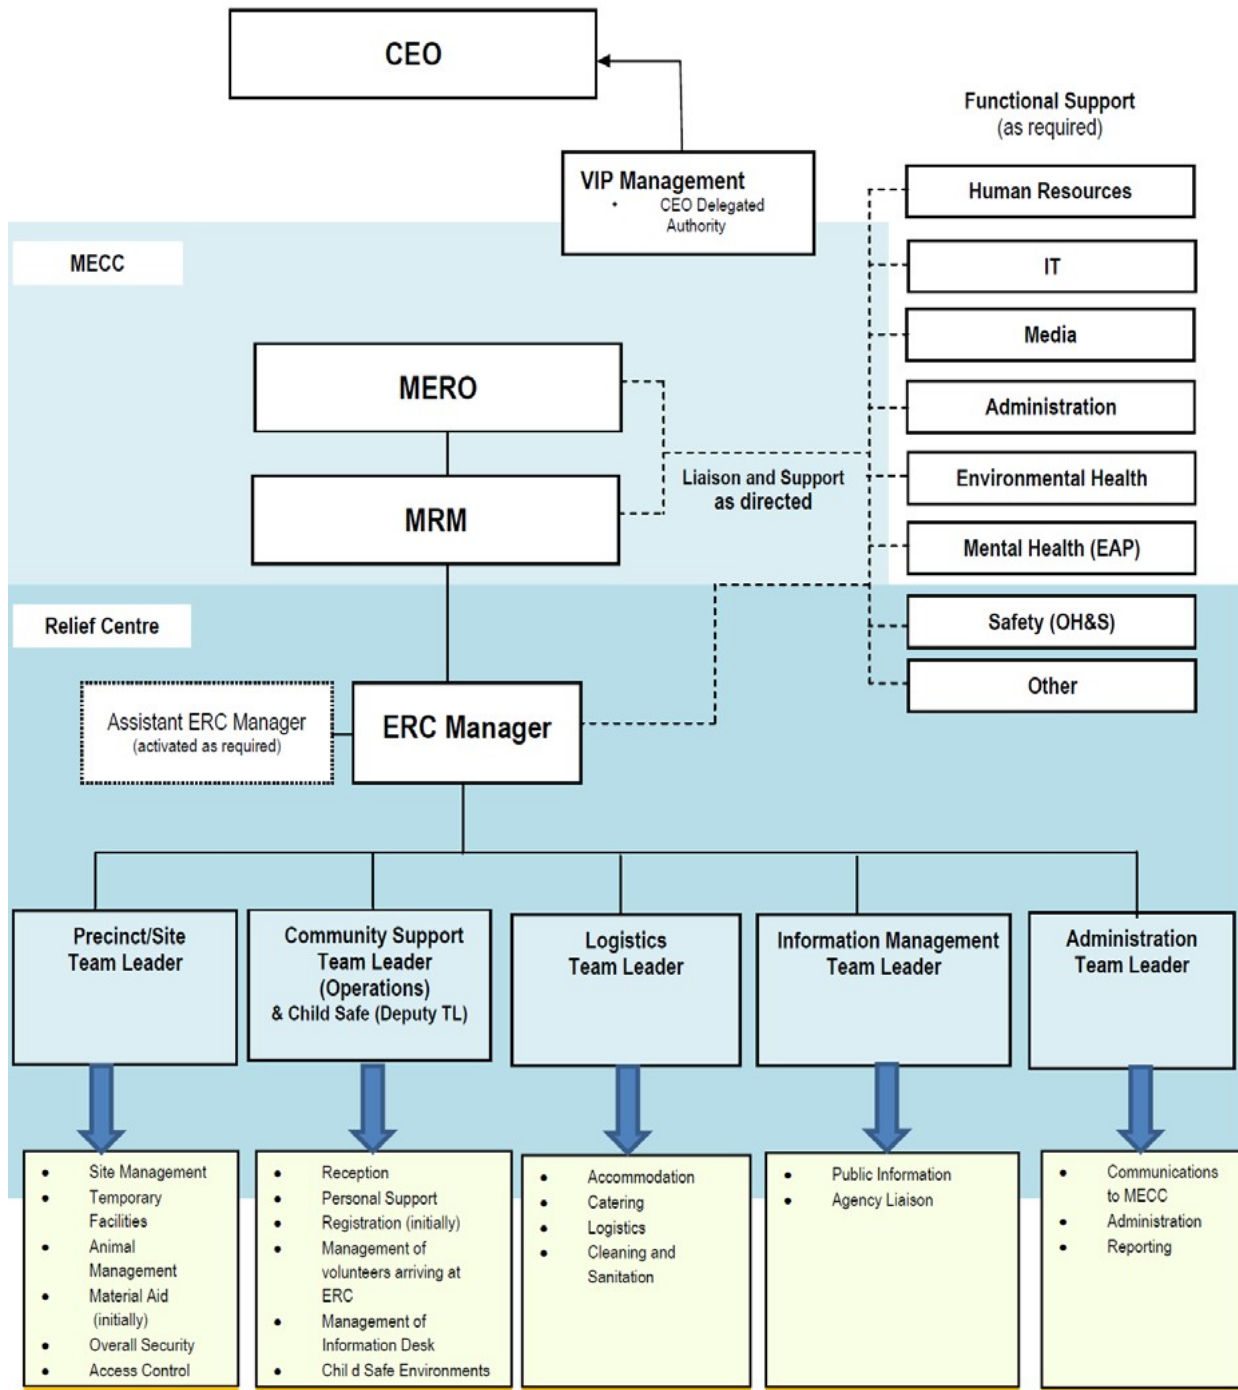 CEO
Functional Support
(as required)
VIP Management
• CEO Delegated
Authority
Human Resources
MECC
IT
Media
MERO
Administration
Liaison and Support
as directed
Environmental Health
MRM
Mental Health (EAP)
Relief Centre
Safety (OH&S)
Other
Assistant ERC Manager
(activated as required)
ERC Manager
Precinct/Site
Team Leader
Community Support
Team Leader
(Operations)
& Child Safe (Deputy TL)
Logistics
Team Leader
Information Management
Team Leader
Administration
Team Leader
• Site Management
• Temporary
Facilities
• Animal
Management
• Material Aid
(initially)
• Overall Security
• Access Control
• Reception
• Personal Support
• Registration (initially)
• Management of
volunteers arriving at
ERC
• Management of
Information Desk
• Chil d Safe Environments
• Accommodation
• Catering
• Logistics
• Cleaning and
Sanitation
• Public Information
• Agency Liaison
• Communications
to MECC
• Administration
• Reporting